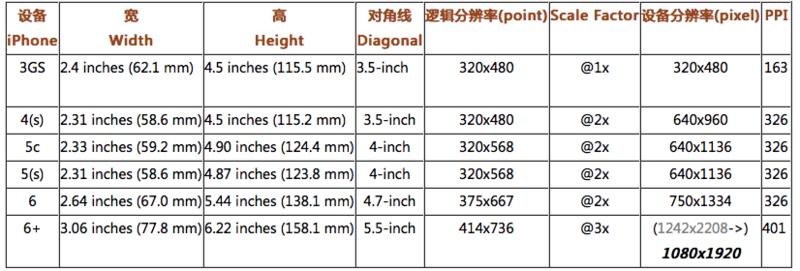 设备 宽 高 对角线 逻辑分辨率(point) Scale Factor 设备分辨率(pixel) PPI
iPhone Width Height Diagonal
3GS 2.4 inches (62.1 mm) 4.5 inches (115.5 mm) 3.5-inch 320x480 @1x 320x480 163
4(s) 2.31 inches (58.6 mm) 4.5 inches (115.2 mm) 3.5-inch 320x480 @2x 640x960 326
5c 2.33 inches (59.2 mm) 4.90 inches (124.4 mm) 4-inch 320x568 @2x 640x1136 326
5(s) 2.31 inches (58.6 mm) 4.87 inches (123.8 mm) 4-inch 320x568 @2x 640x1136 326
6 2.64 inches (67.0 mm) 5.44 inches (138.1 mm) 4.7-inch 375x667 @2x 750x1334 326
6+ 3.06 inches (77.8 mm) 6.22 inches (158.1 mm) 5.5-inch 414x736 @3x (1242x2208->) 401
1080x1920